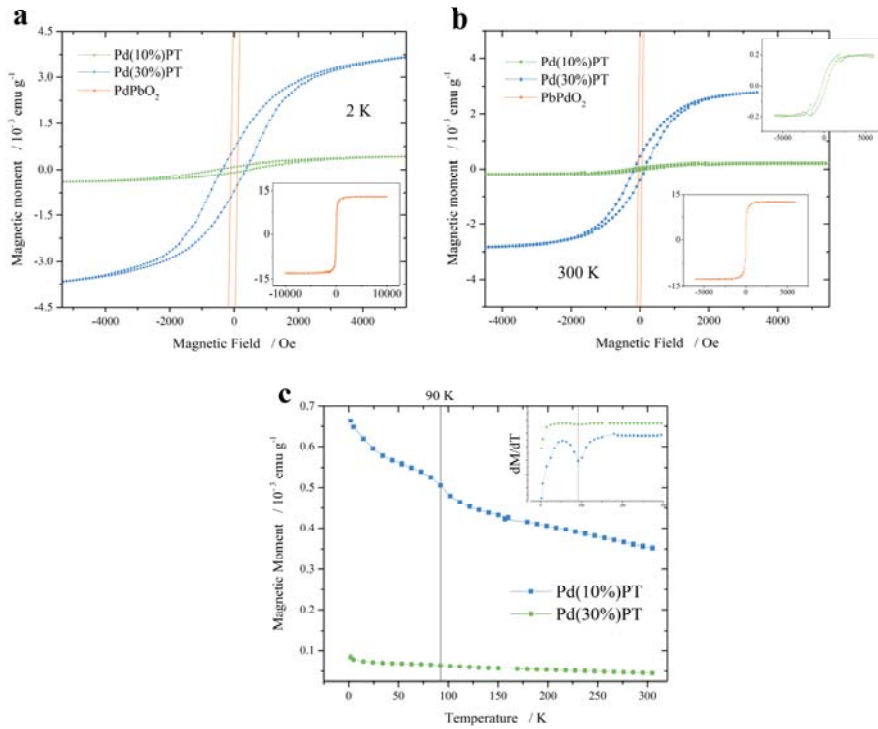 a
Pd(10%)PT
Pd(30%)PT
PdPbO2
2 K
4.5
3.0
1.5
0.0
-1.5
-3.0
-4.5
-4000
-2000
0
2000
4000
Magnetic moment / 10⁻³ emu g⁻¹
Magnetic Field / Oe
15
0
-15
-10000
0
10000
b
Pd(10%)PT
Pd(30%)PT
PbPdO2
300 K
4
2
0
-2
-4
-4000
-2000
0
2000
4000
Magnetic moment / 10⁻³ emu g⁻¹
Magnetic Field / Oe
0.2
0.0
-0.2
-5000
0
5000
15
0
-15
-5000
0
5000
c
90 K
0.7
0.6
0.5
0.4
0.3
0.1
0
50
100
150
200
250
300
Magnetic Moment / 10⁻³ emu g⁻¹
Temperature / K
Pd(10%)PT
Pd(30%)PT
dM/dT
0
100